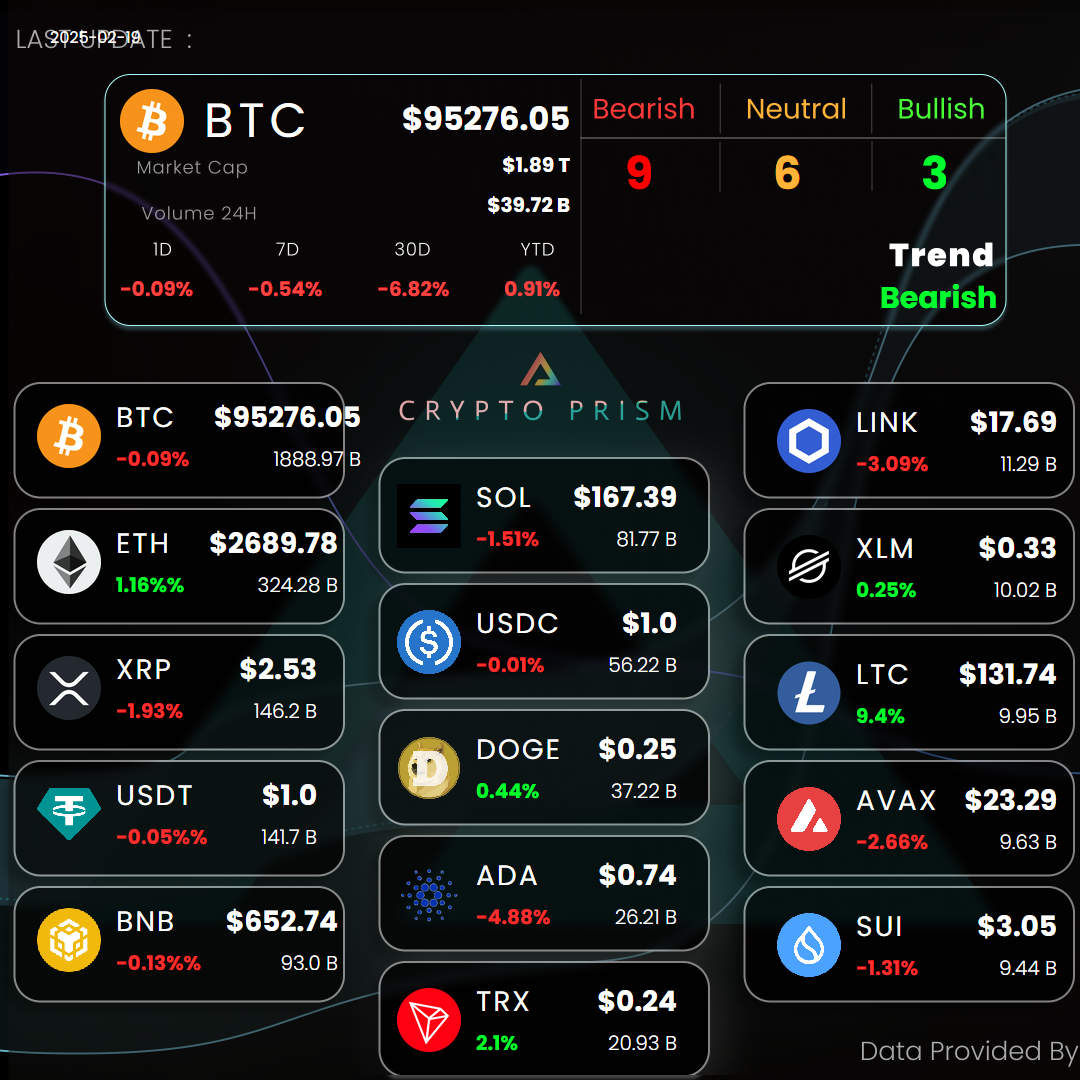 LAST UPDATE :
2025-02-19
BTC $95276.05
Market Cap $1.89 T
Volume 24H $39.72 B
1D 7D 30D YTD
-0.09% -0.54% -6.82% 0.91%
Bearish Neutral Bullish
9 6 3
Trend
Bearish
CRYPTO PRISM
BTC $95276.05
-0.09% 1888.97 B
ETH $2689.78
1.16%% 324.28 B
XRP $2.53
-1.93% 146.2 B
USDT $1.0
-0.05%% 141.7 B
BNB $652.74
-0.13%% 93.0 B
SOL $167.39
-1.51% 81.77 B
USDC $1.0
-0.01% 56.22 B
DOGE $0.25
0.44% 37.22 B
ADA $0.74
-4.88% 26.21 B
TRX $0.24
2.1% 20.93 B
LINK $17.69
-3.09% 11.29 B
XLM $0.33
0.25% 10.02 B
LTC $131.74
9.4% 9.95 B
AVAX $23.29
-2.66% 9.63 B
SUI $3.05
-1.31% 9.44 B
Data Provided By